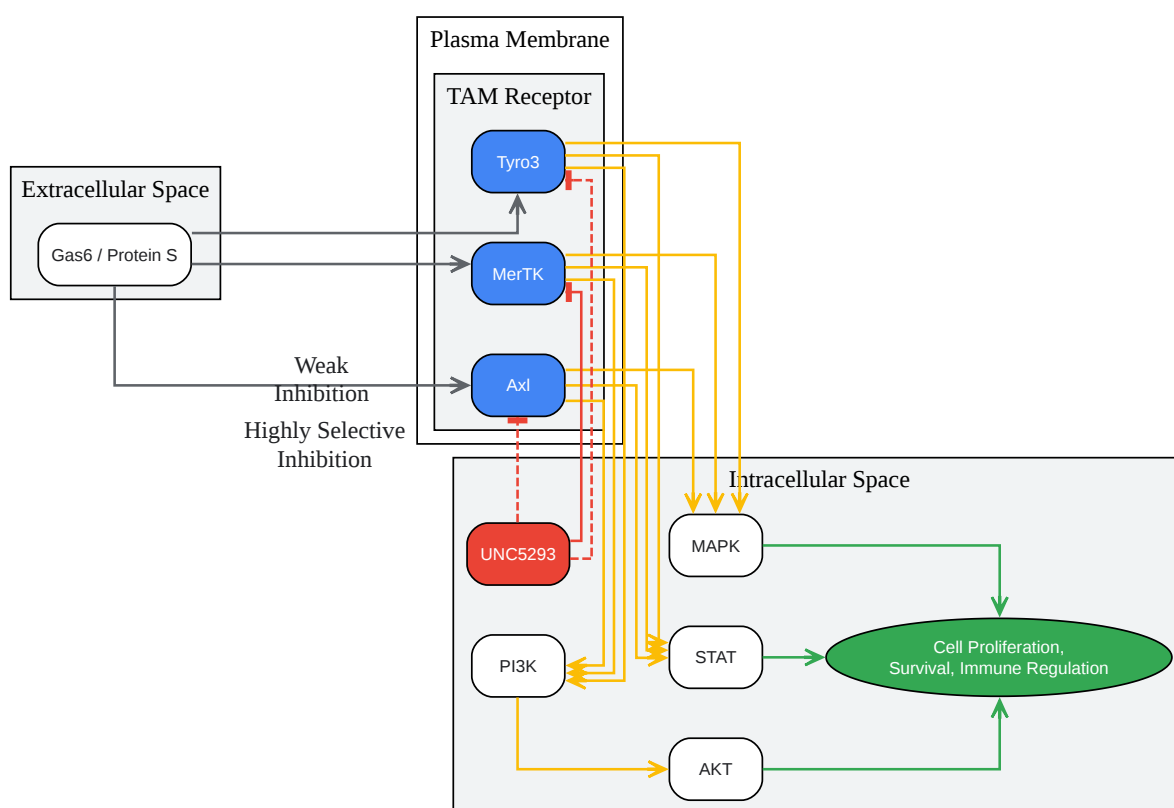 Plasma Membrane
TAM Receptor
Tyro3
Extracellular Space
Gas6 / Protein S
MerTK
Weak
Inhibition
Axl
Highly Selective
Inhibition
Intracellular Space
UNC5293
MAPK
PI3K
STAT
Cell Proliferation,
Survival, Immune Regulation
AKT